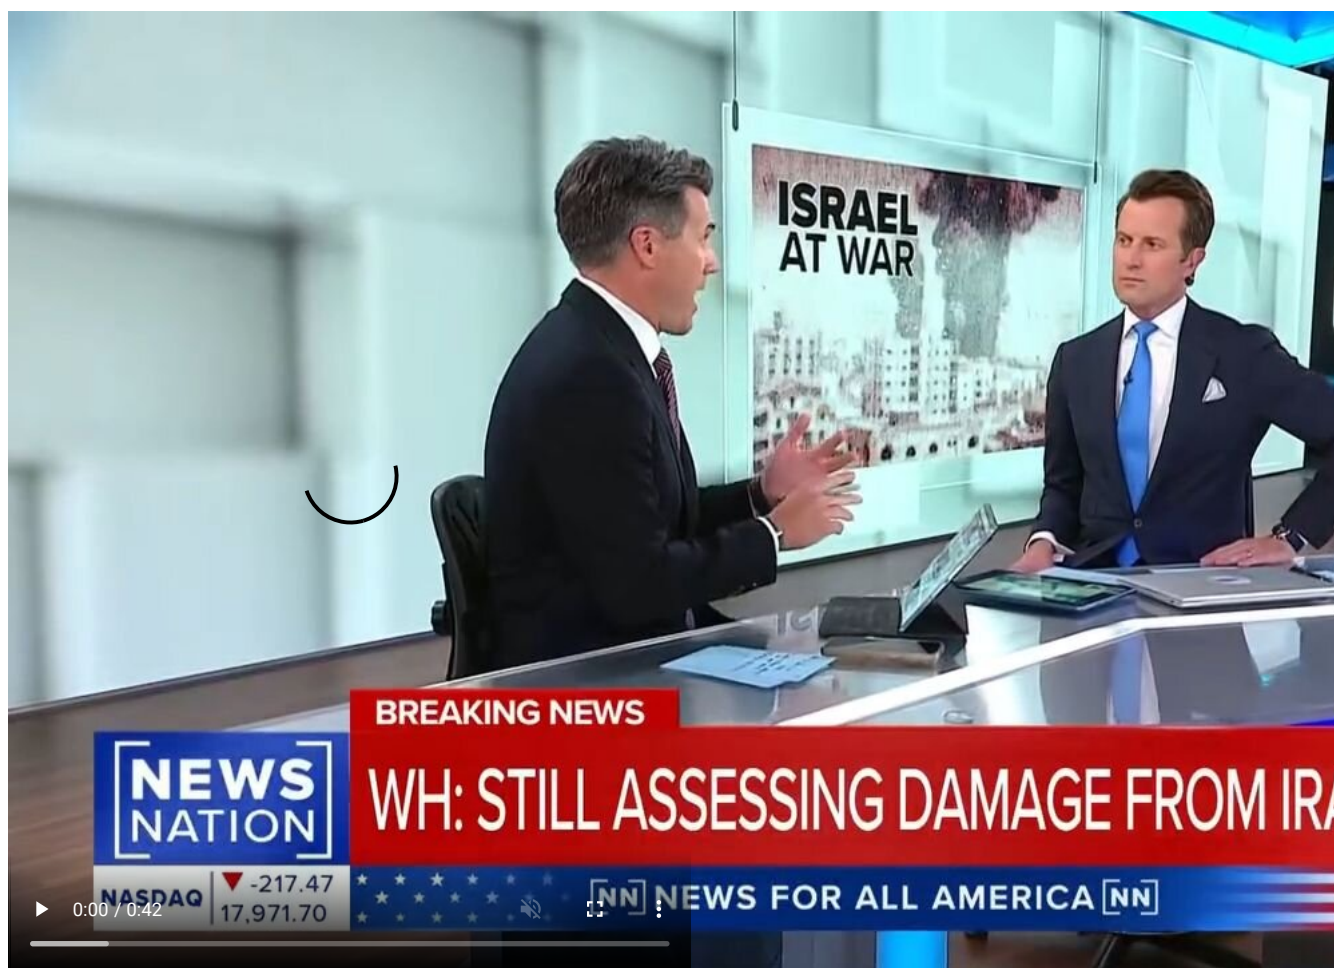 ISRAEL
AT WAR
BREAKING NEWS
NEWS
NATION
WH: STILL ASSESSING DAMAGE FROM
NASDAQ
▼ -217.47
17,971.70
[NN] NEWS FOR ALL AMERICA [NN]
0:00 / 0:42